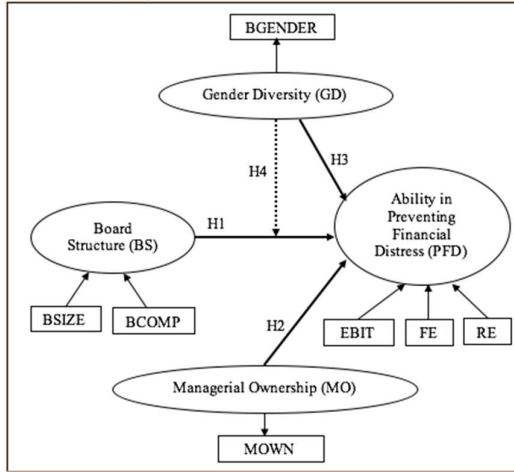 BGENDER
Gender Diversity (GD)
H3
H4
Ability in
Preventing
Financial
Distress (PFD)
H1
Board
Structure (BS)
BSIZE
BCOMP
H2
EBIT
FE
RE
Managerial Ownership (MO)
MOWN